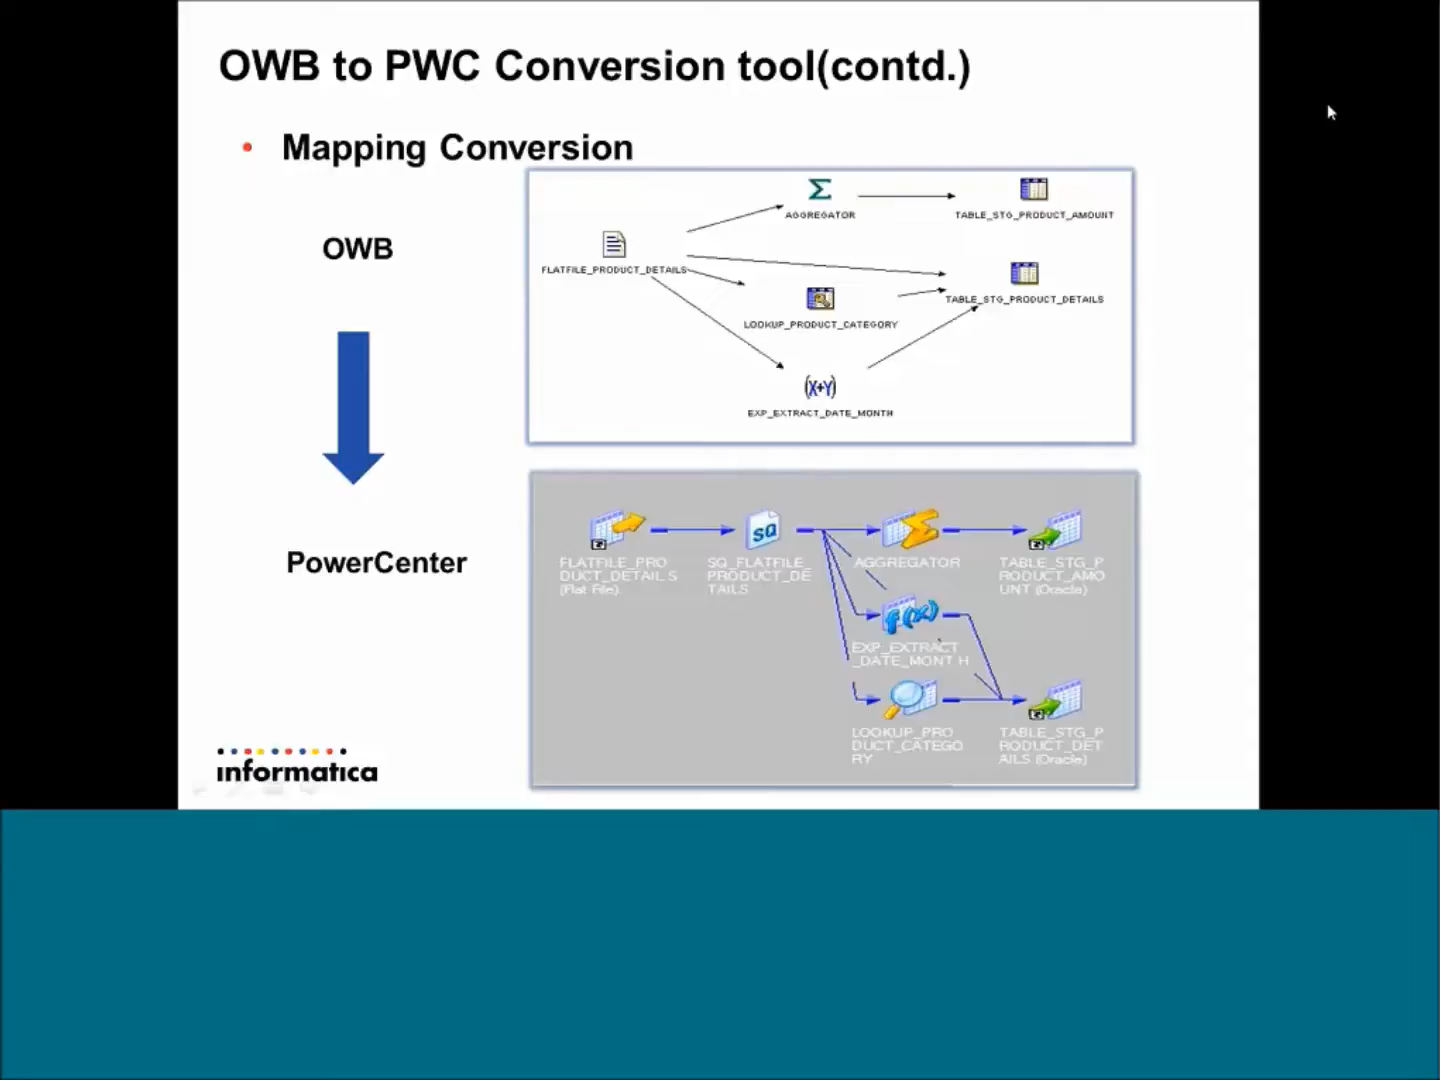 OWB to PWC Conversion tool(contd.)
• Mapping Conversion
OWB
AGGREGATOR
TABLE_STG_PRODUCT_AMOUNT
FLATFILE_PRODUCT_DETAILS
TABLE_STG_PRODUCT_DETAILS
LOOKUP_PRODUCT_CATEGORY
(X+Y)
EXP_EXTRACT_DATE_MONTH
PowerCenter
SQ
FLATFILE_PRO
DUCT_DETAILS
(Flat File)
SQ_FLATFILE_
PRODUCT_DE
TAILS
AGGREGATOR
TABLE_STG_P
RODUCT_AMO
UNT (Oracle)
f(x)
EXP_EXTRACT
_DATE_MONT H
LOOKUP_PRO
DUCT_CATEGO
RY
TABLE_STG_P
RODUCT_DET
AILS (Oracle)
informatica